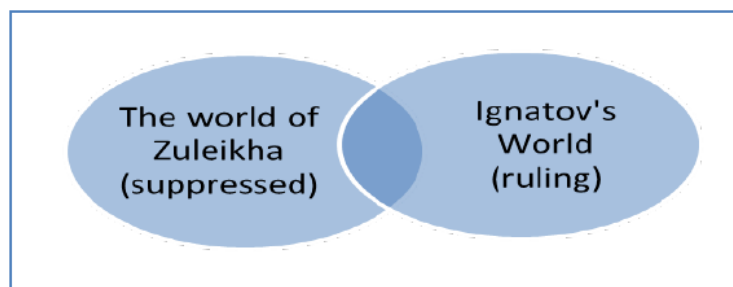 The world of
Zuleikha
(suppressed)
Ignatov's
World
(ruling)